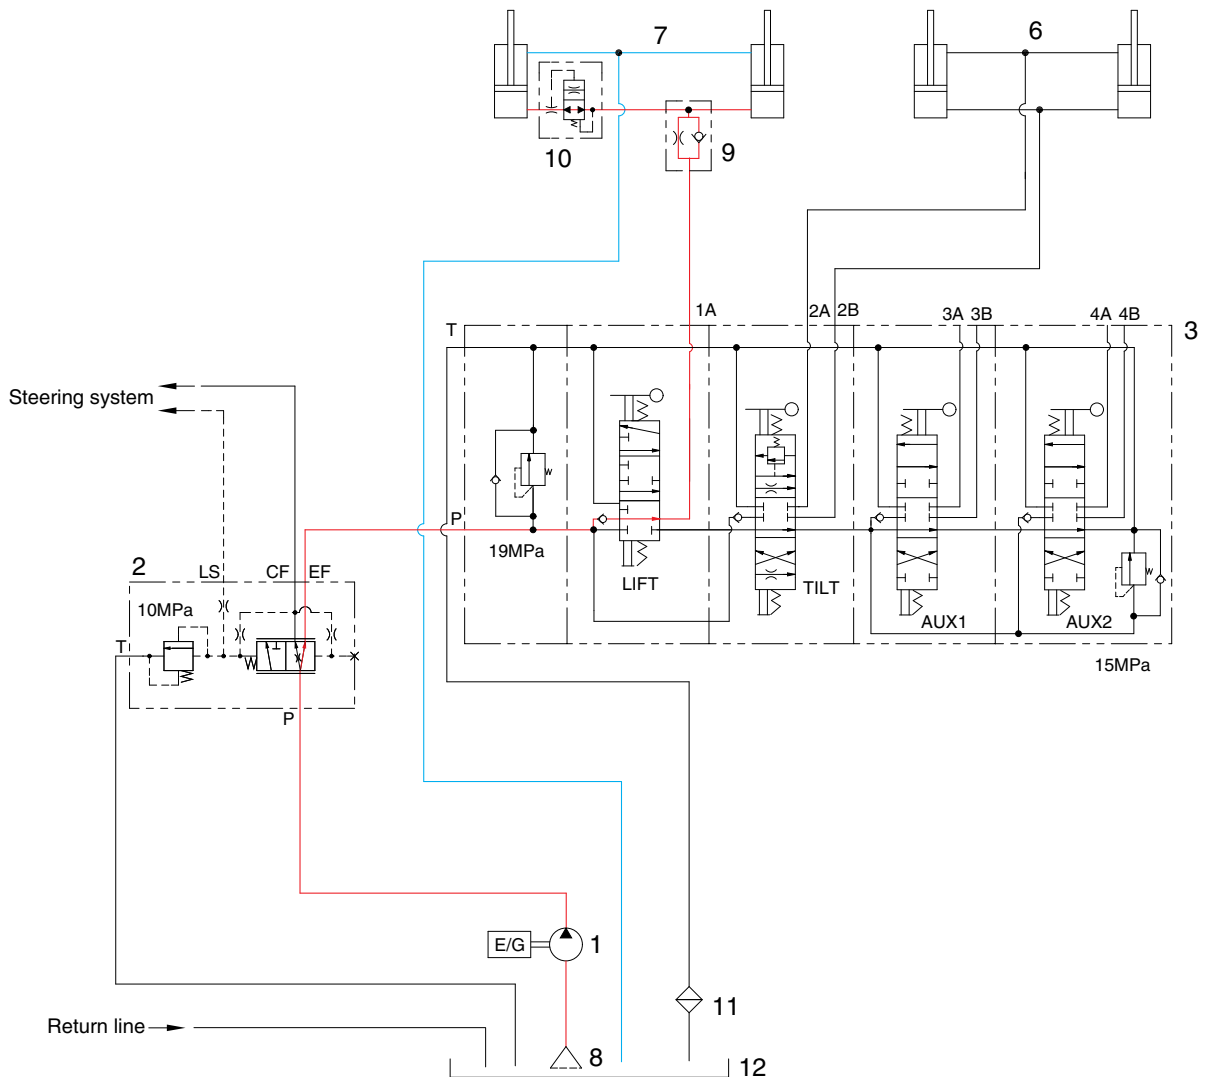 7
6
10
9
1A
2A 2B
3A 3B
4A 4B
T
3
Steering system
P
19MPa
LIFT
TILT
AUX1
AUX2
15MPa
2
LS
CF
EF
10MPa
T
P
E/G
1
11
Return line
8
12